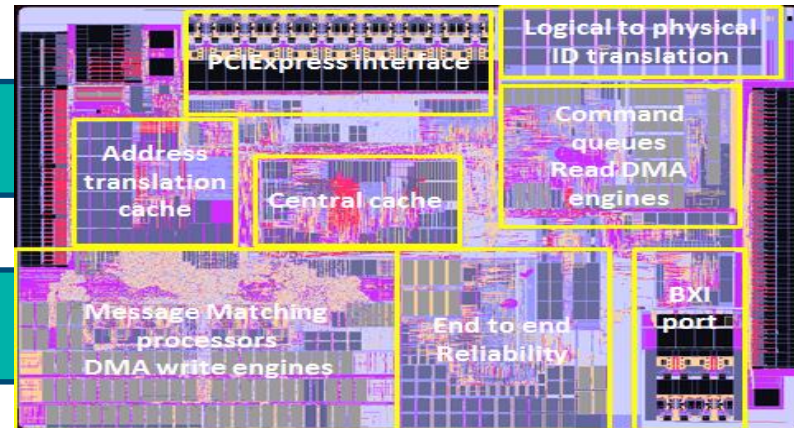 PCIExpress interface
Logical to physical
ID translation
Address
translation
cache
Central cache
Command
queues
Read DMA
engines
Message Matching
processors
DMA write engines
End to end
Reliability
BXI
port